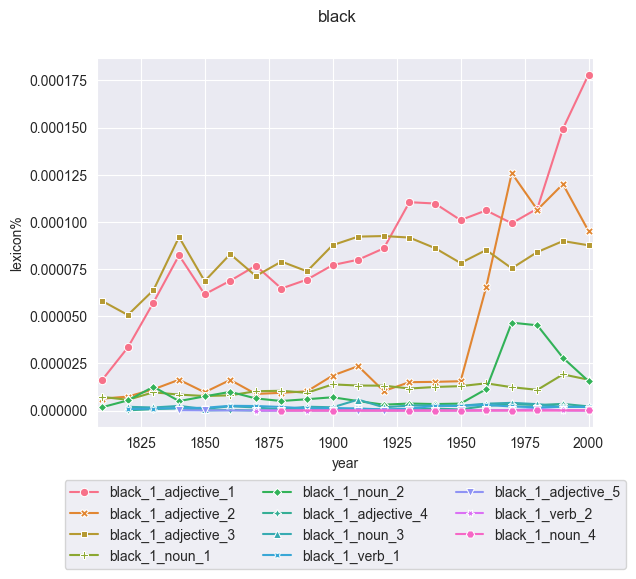 black
0.000175
0.000150
0.000125
0.000100
0.000075
0.000050
0.000025
0.000000
lexicon%
1825 1850 1875 1900 1925 1950 1975 2000
year
black_1_adjective_1 black_1_noun_2 black_1_adjective_5
black_1_adjective_2 black_1_adjective_4 black_1_verb_2
black_1_adjective_3 black_1_noun_3 black_1_noun_4
black_1_noun_1 black_1_verb_1